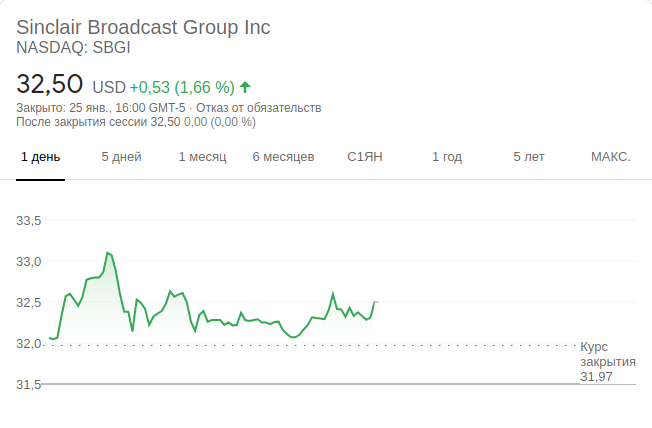 Sinclair Broadcast Group Inc
NASDAQ: SBGI
32,50 USD +0,53 (1,66 %)
Закрыто: 25 янв., 16:00 GMT-5 · Отказ от обязательств
После закрытия сессии 32,50 0,00 (0,00 %)
1 день 5 дней 1 месяц 6 месяцев С1ЯН 1 год 5 лет МАКС.
33,5
33,0
32,5
32,0
Курс
закрытия
31,97
31,5